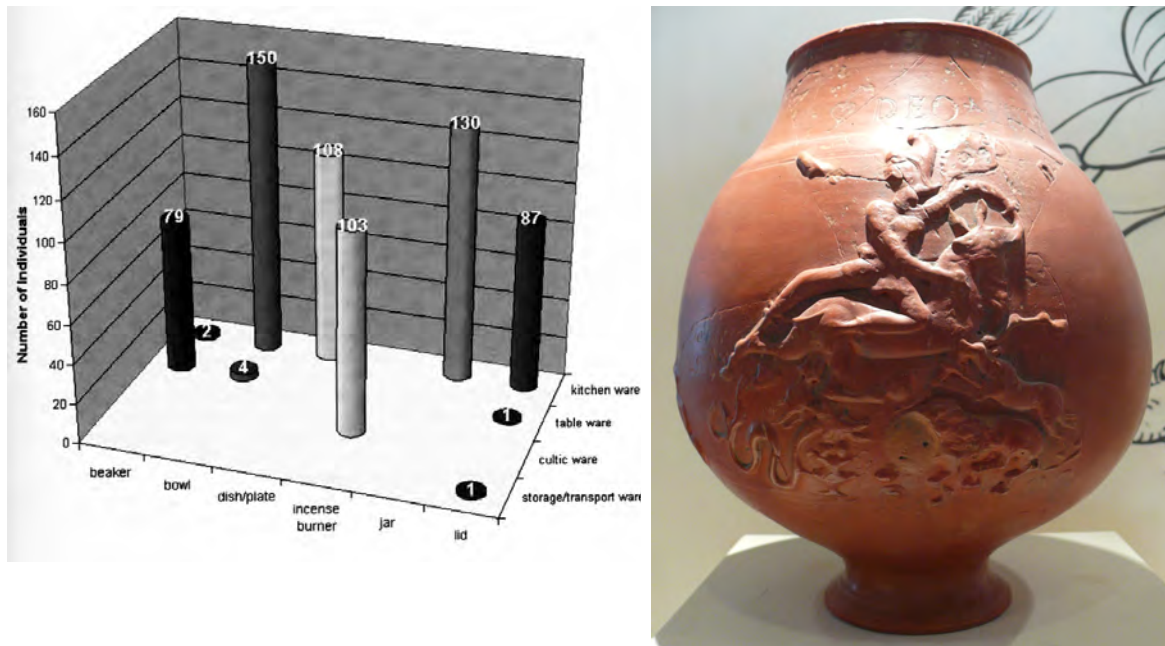 160
140
120
100
80
60
40
20
0
Number of Individuals
150
130
108
103
79
87
2
4
1
1
beaker
bowl
dish/plate
incense
burner
jar
lid
kitchen ware
table ware
cultic ware
storage/transport ware
DEO